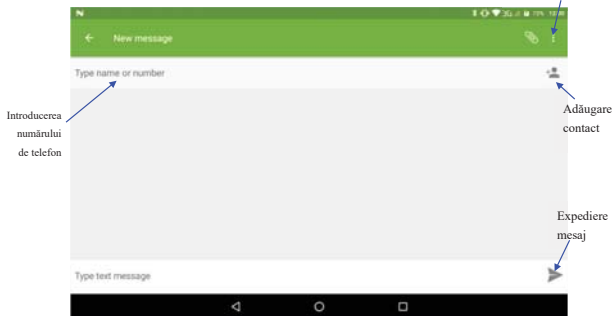 New message
Type name or number
Introducerea
numărului
de telefon
Adăugare
contact
Expediere
mesaj
Type text message